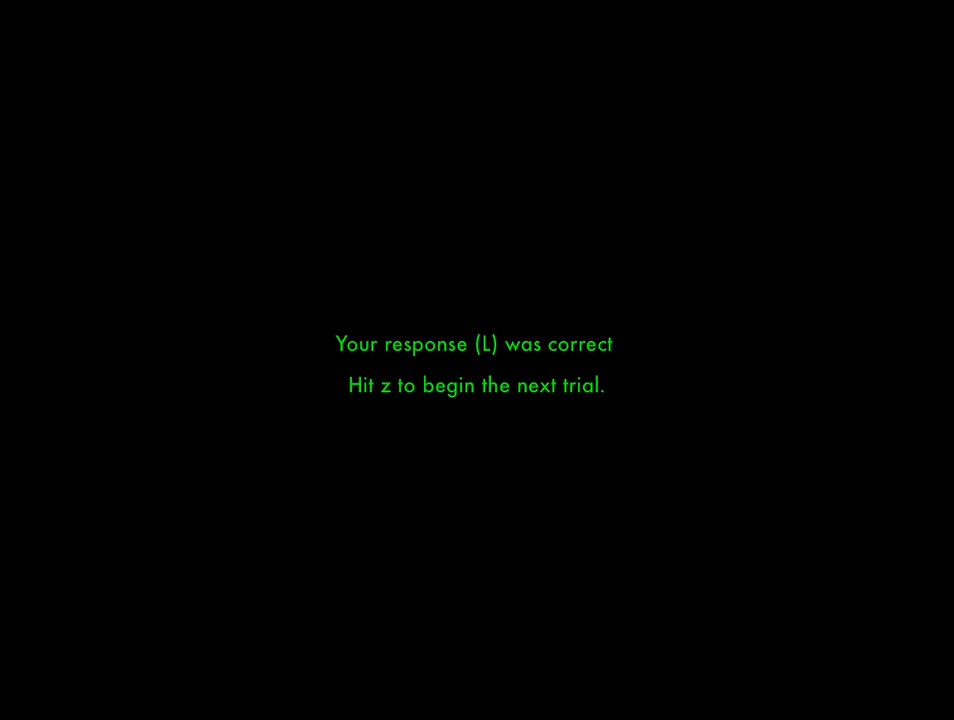 Your response (L) was correct
Hit z to begin the next trial.